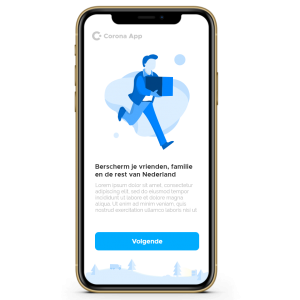 Corona App
Berscherm je vrienden, familie
en de rest van Nederland
Lorem ipsum dolor sit amet, consectetur
adipiscing elit, sed do eiusmod tempor
incididunt ut labore et dolore magna
aliqua. Ut enim ad minim veniam, quis
nostrud exercitation ullamco laboris nisi ut
Volgende